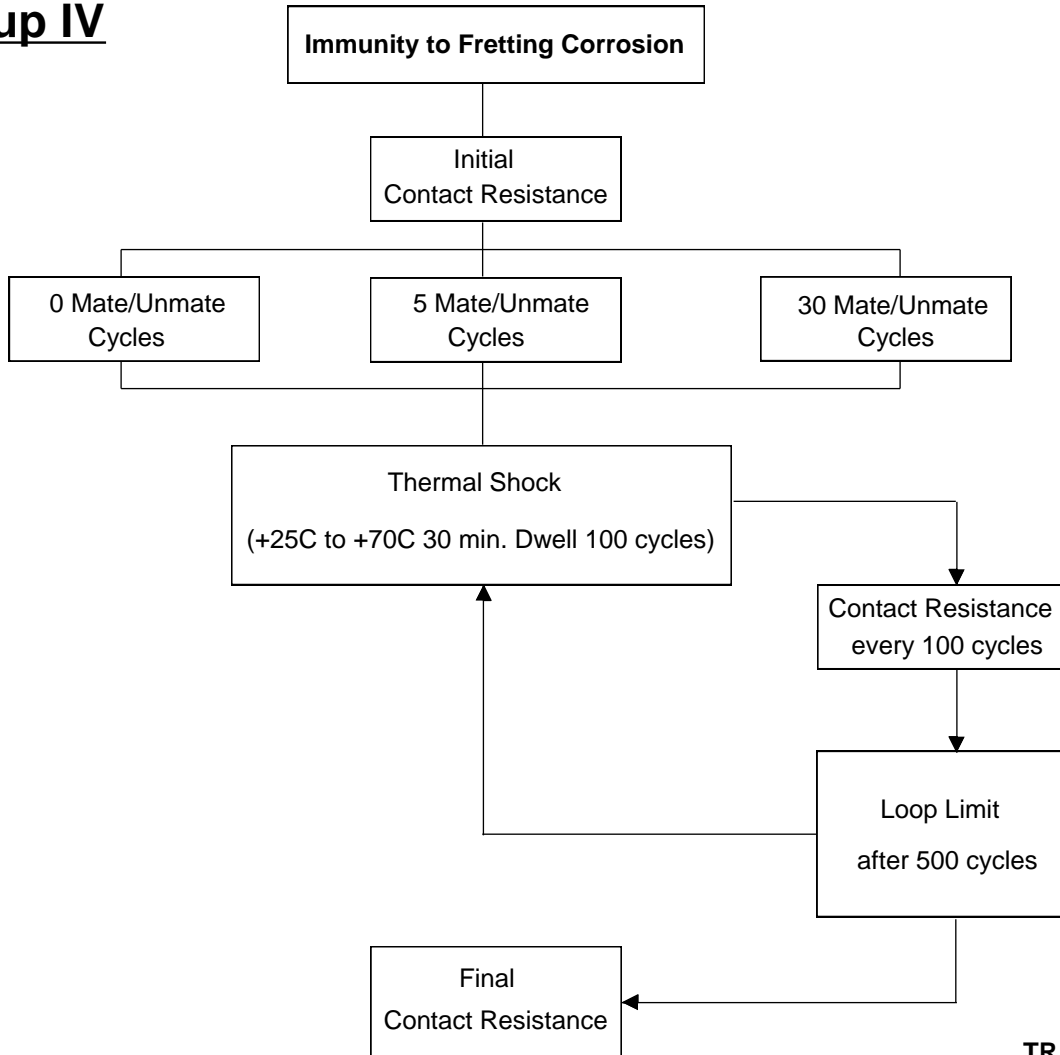 up IV
Immunity to Fretting Corrosion
Initial
Contact Resistance
0 Mate/Unmate
Cycles
5 Mate/Unmate
Cycles
30 Mate/Unmate
Cycles
Thermal Shock
(+25C to +70C 30 min. Dwell 100 cycles)
Contact Resistance
every 100 cycles
Loop Limit
after 500 cycles
Final
Contact Resistance
TR